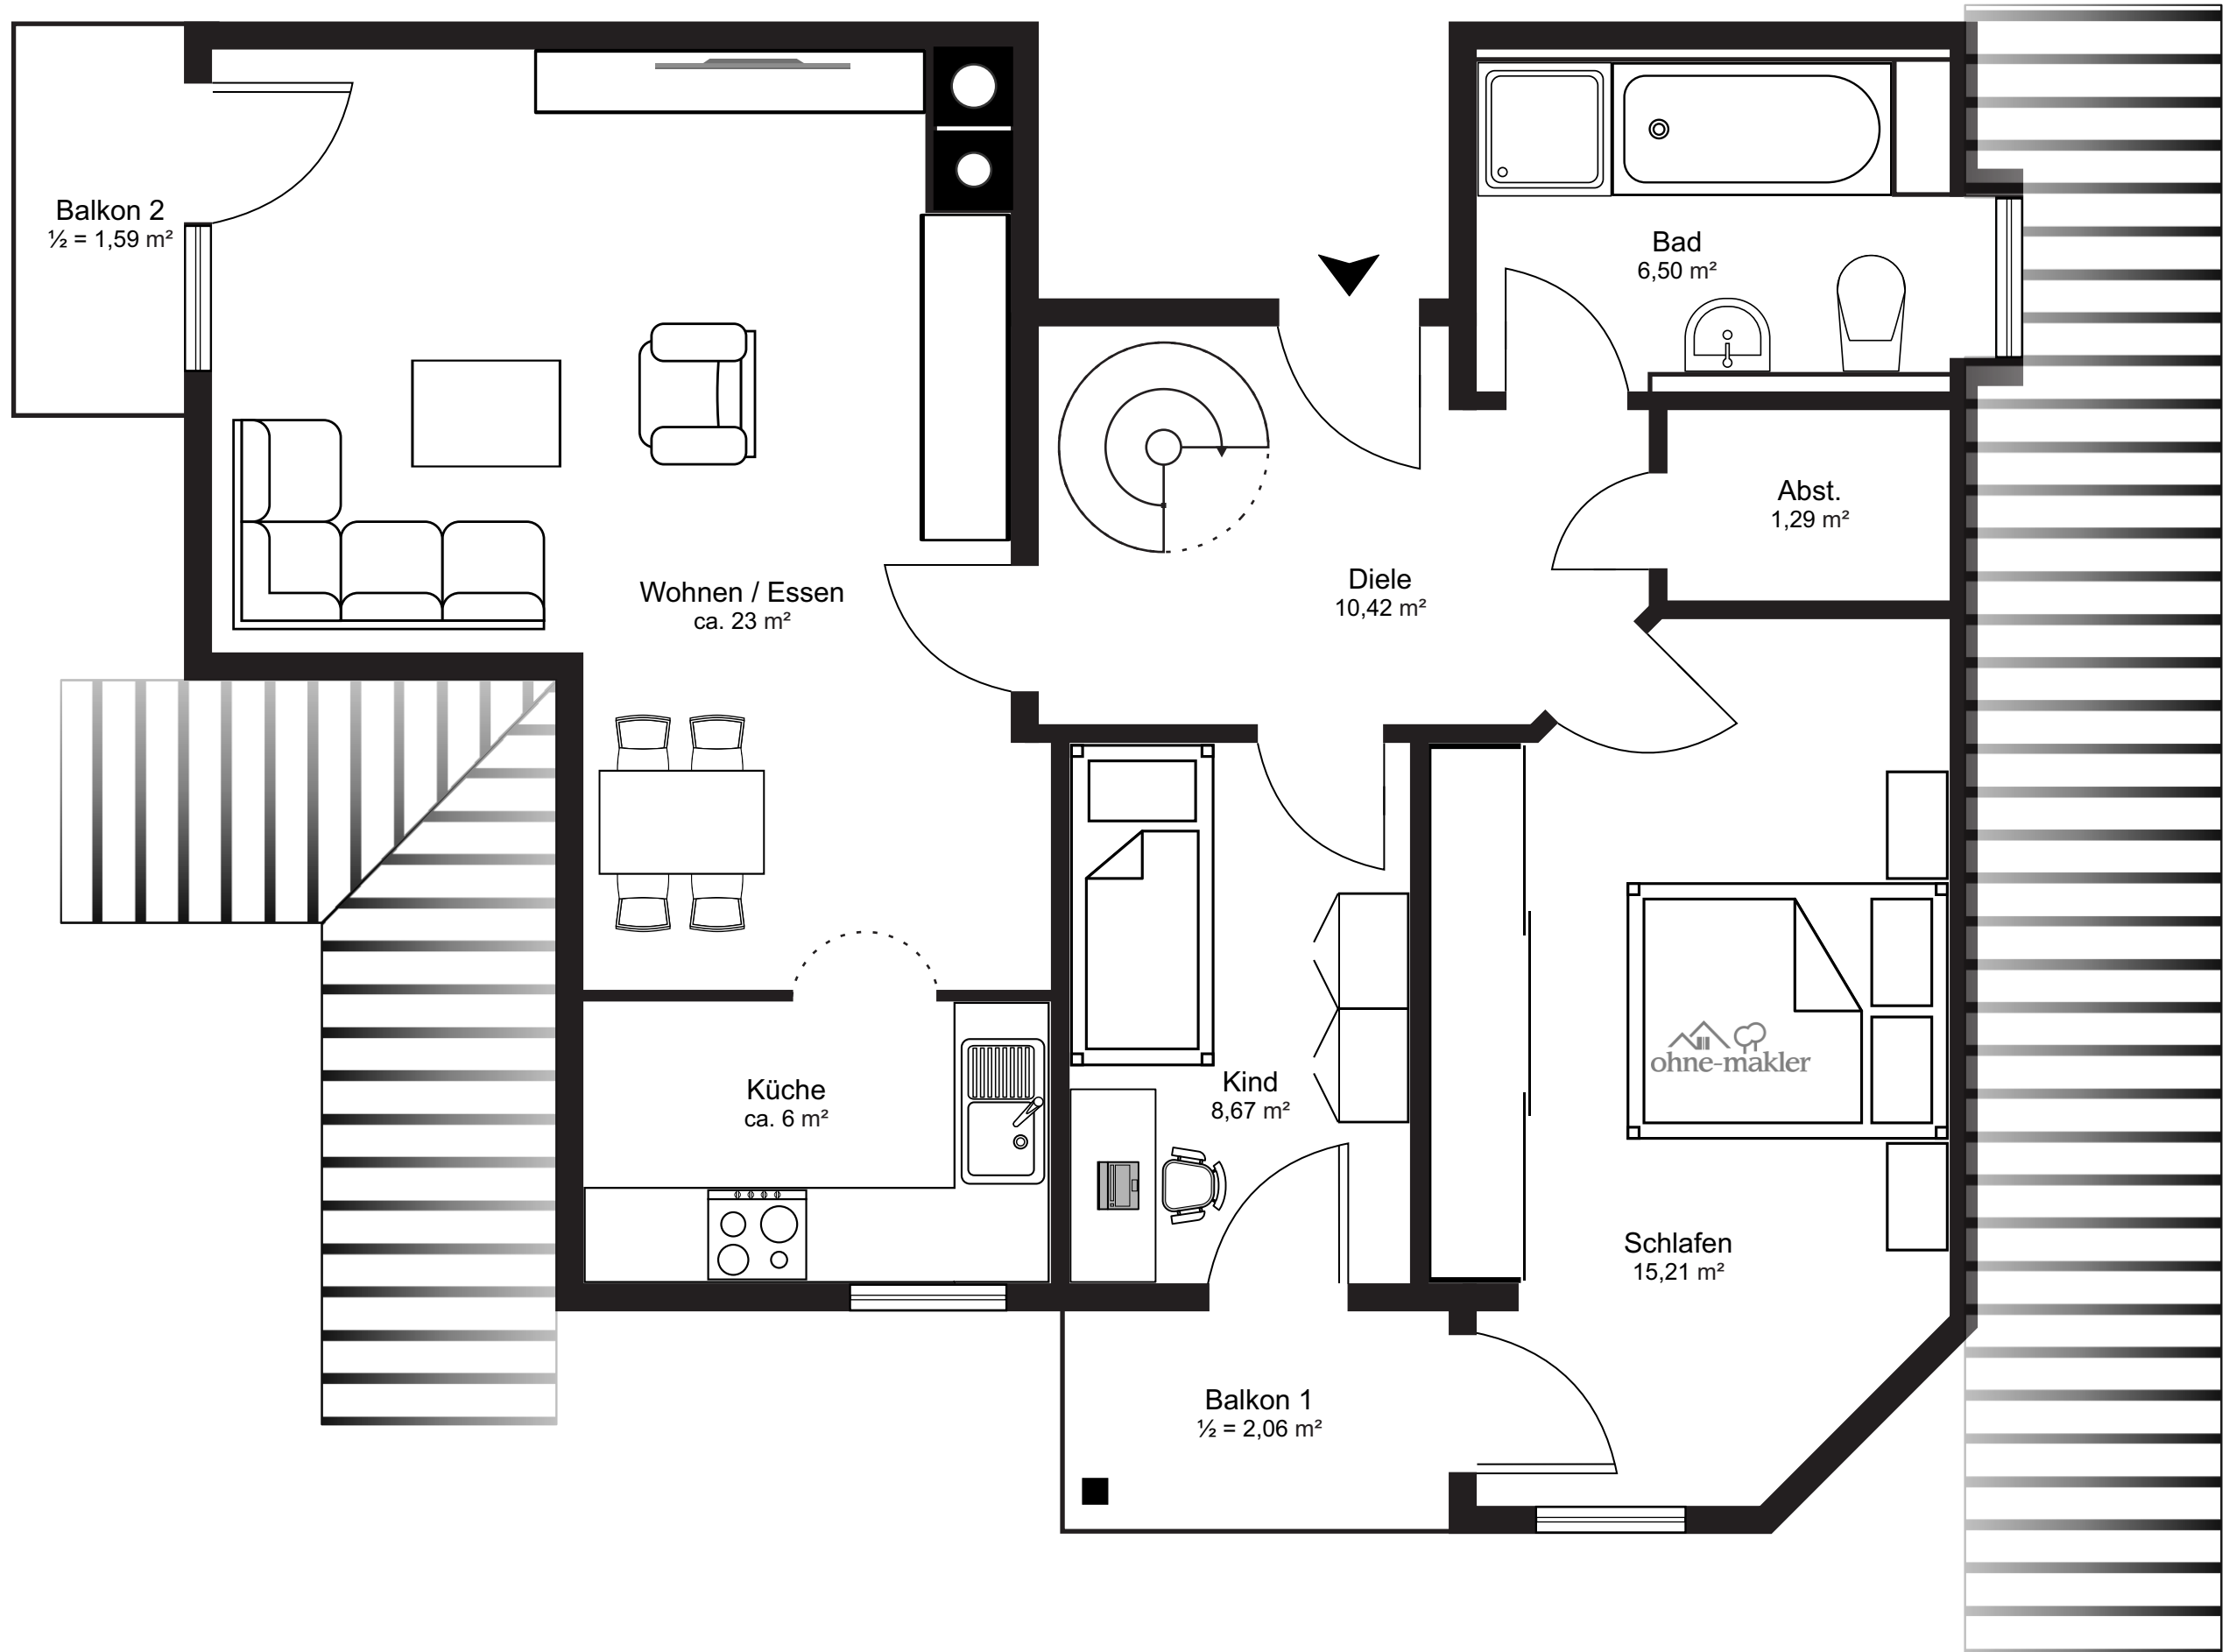 Balkon 2
½ = 1,59 m²
Bad
6,50 m²
Abst.
1,29 m²
Wohnen / Essen
ca. 23 m²
Diele
10,42 m²
Küche
ca. 6 m²
Kind
8,67 m²
ohne-makler
Schlafen
15,21 m²
Balkon 1
½ = 2,06 m²